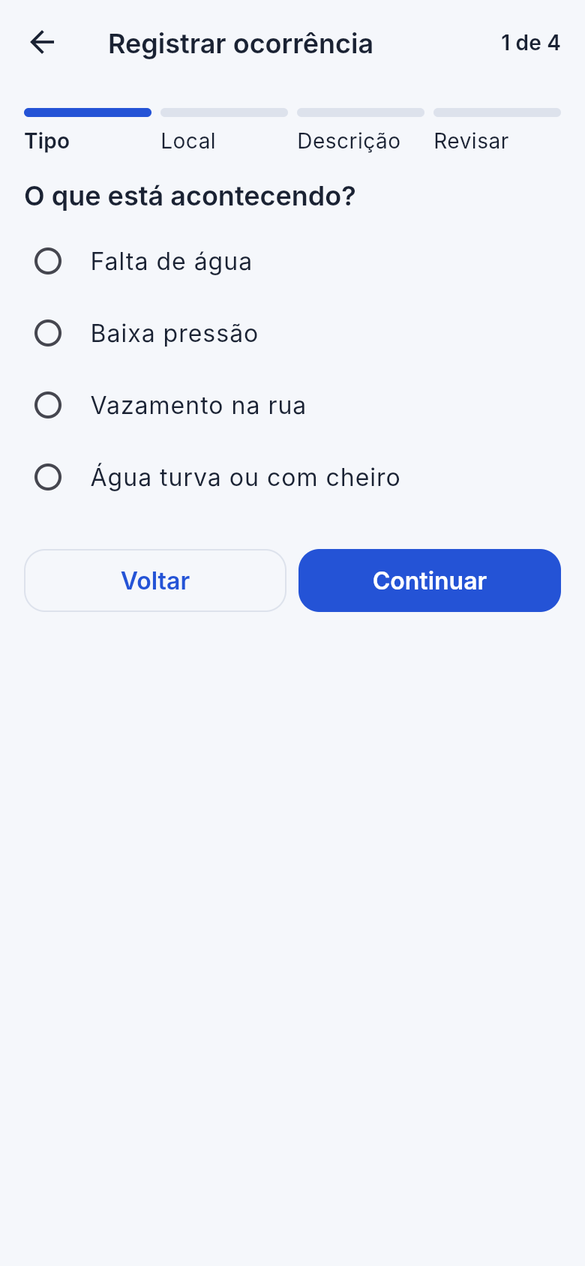 Registrar ocorrência
1 de 4
Tipo
Local
Descrição
Revisar
O que está acontecendo?
Falta de água
Baixa pressão
Vazamento na rua
Água turva ou com cheiro
Voltar
Continuar